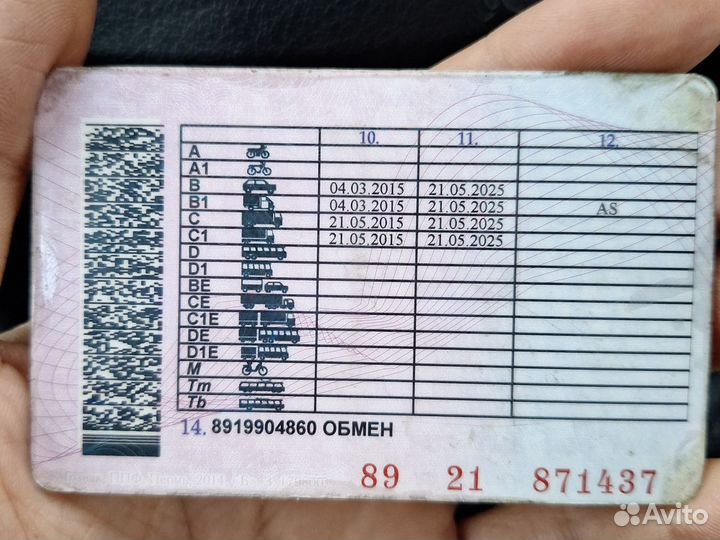 10. 11. 12.
A
A1
B 04.03.2015 21.05.2025
B1 04.03.2015 21.05.2025 AS
C 21.05.2015 21.05.2025
C1 21.05.2015 21.05.2025
D
D1
BE
CE
C1E
DE
D1E
M
Tm
Tb
14. 8919904860 ОБМЕН
89 21 871437
Avito